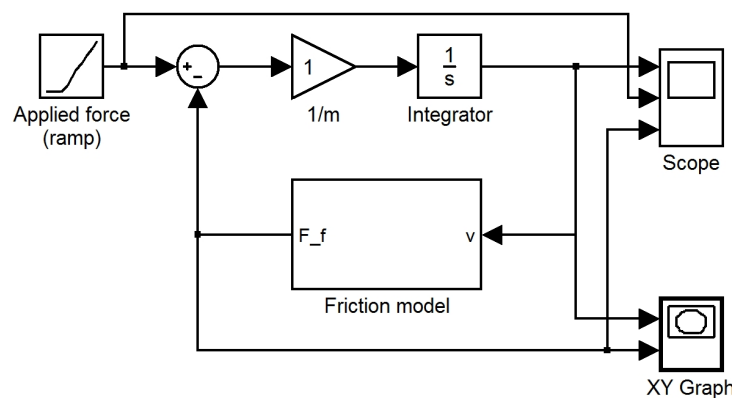 +
-
1
1/m
1
s
Integrator
Applied force
(ramp)
Scope
F_f
v
Friction model
XY Graph